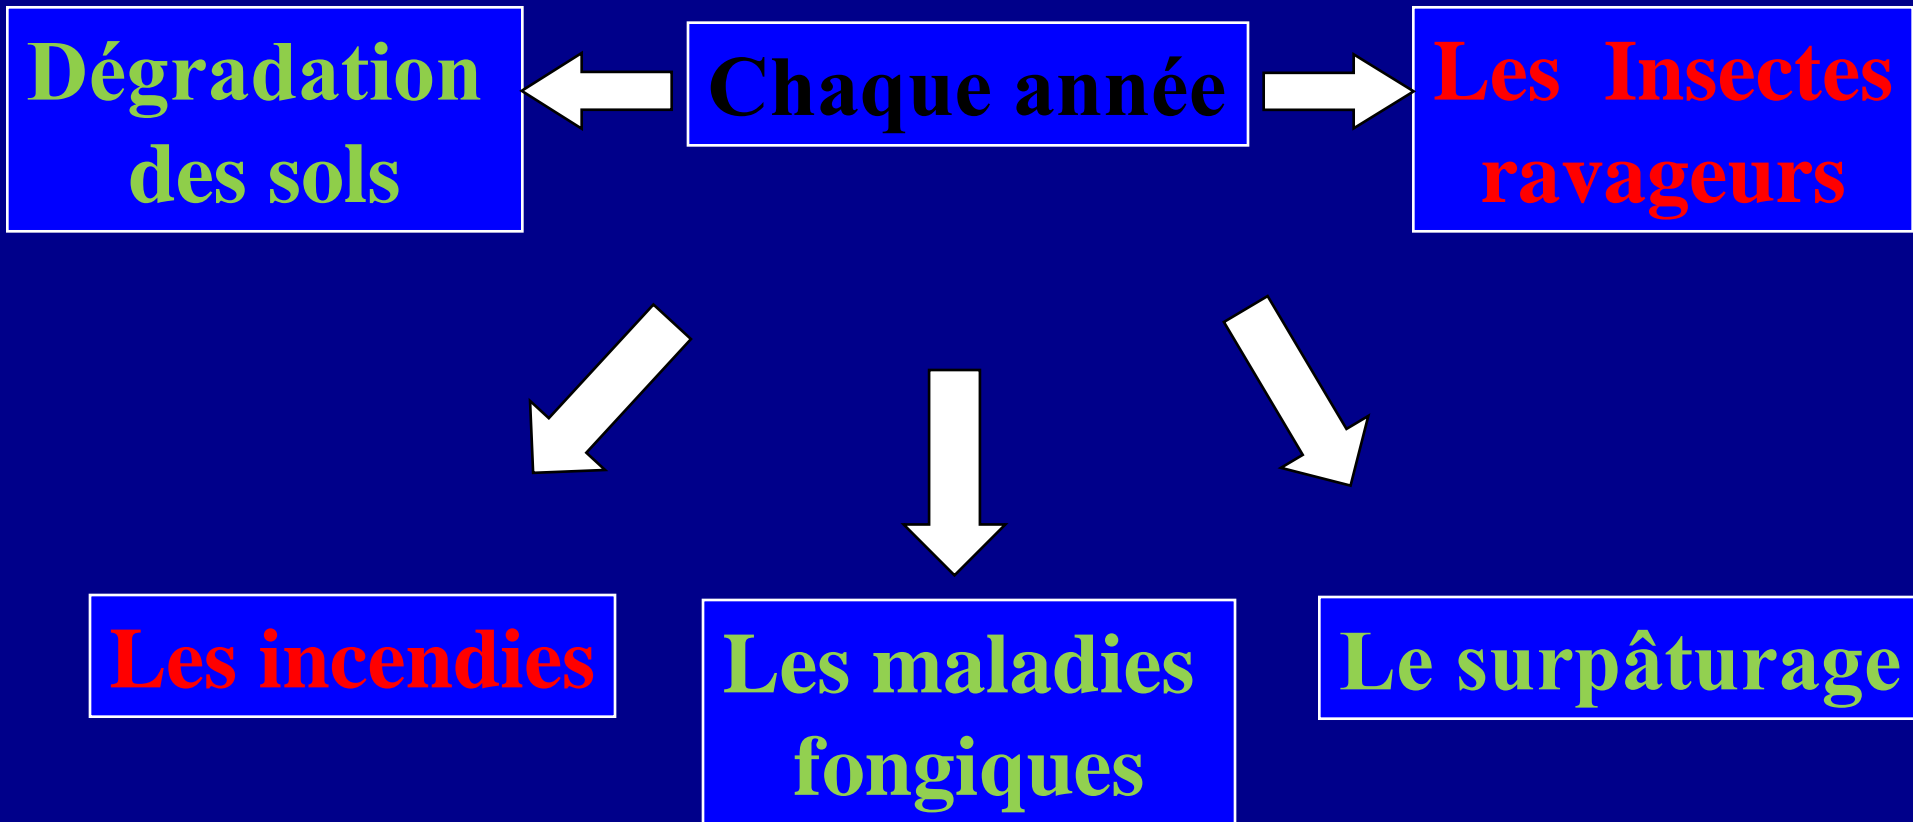 Dégradation
des sols
Chaque année
Les Insectes
ravageurs
Les incendies
Les maladies
fongiques
Le surpâturage